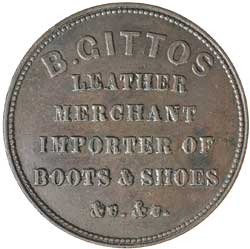 B. GITTOS
LEATHER
MERCHANT
IMPORTER OF
BOOTS & SHOES
&c. &c.